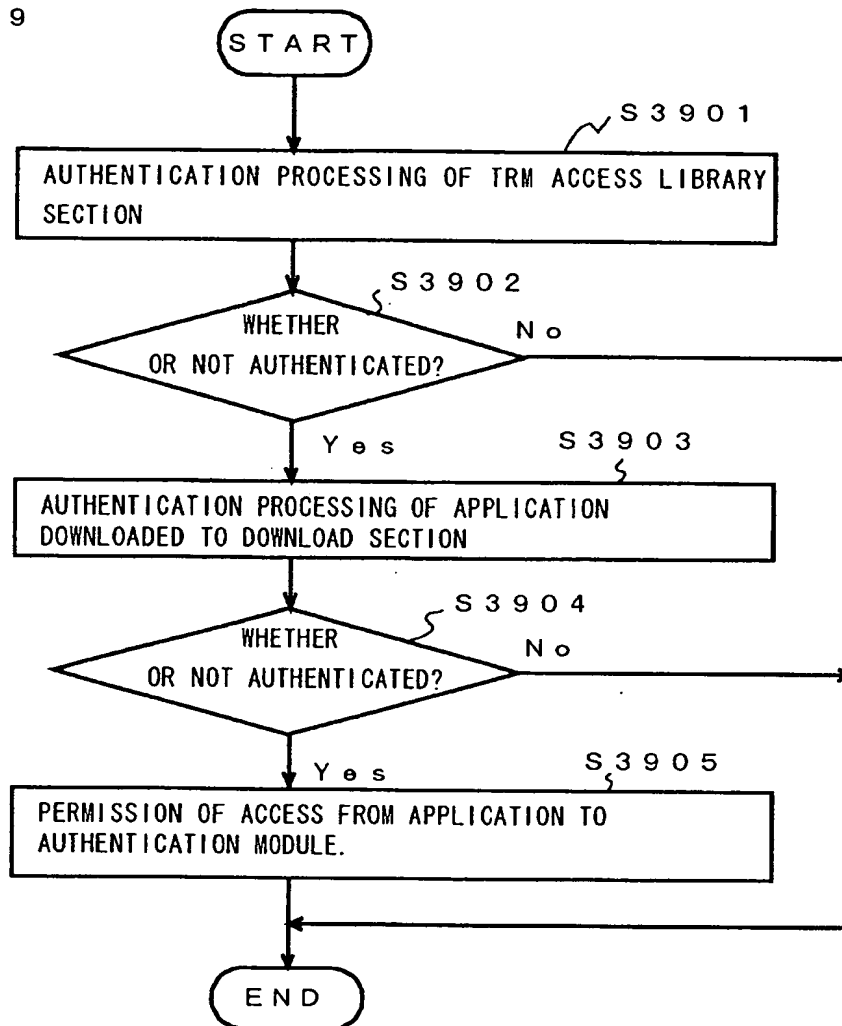 9
START
S3901
AUTHENTICATION PROCESSING OF TRM ACCESS LIBRARY
SECTION
S3902
WHETHER
OR NOT AUTHENTICATED?
No
Yes
S3903
AUTHENTICATION PROCESSING OF APPLICATION
DOWNLOADED TO DOWNLOAD SECTION
S3904
WHETHER
OR NOT AUTHENTICATED?
No
Yes
S3905
PERMISSION OF ACCESS FROM APPLICATION TO
AUTHENTICATION MODULE.
END